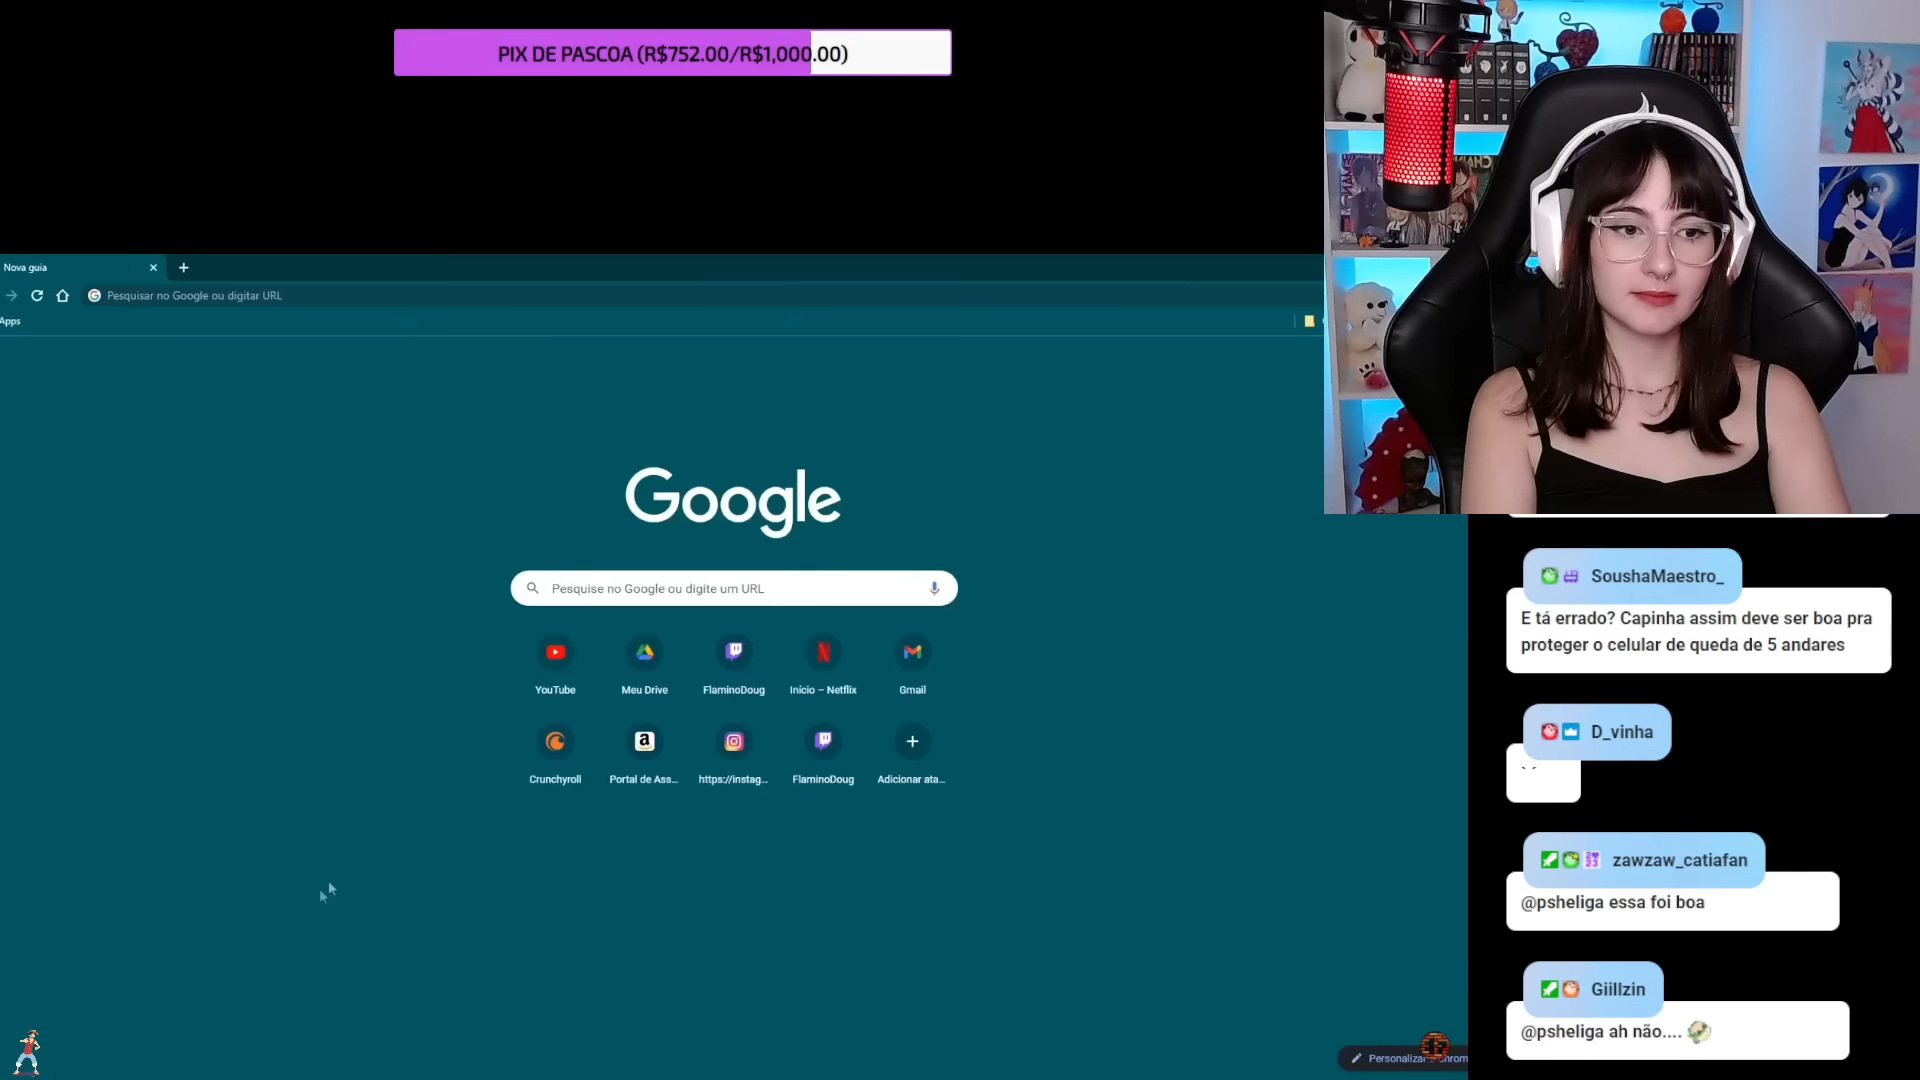 PIX DE PASCOA (R$752.00/R$1,000.00)
Nova guia
Pesquisar no Google ou digitar URL
Apps
Google
Pesquise no Google ou digite um URL
YouTube
Meu Drive
FlaminoDoug
Início – Netflix
Gmail
Crunchyroll
Portal de Ass...
https://instag...
FlaminoDoug
Adicionar ata...
SoushaMaestro_
E tá errado? Capinha assim deve ser boa pra
proteger o celular de queda de 5 andares
D_vinha
zawzaw_catiafan
@psheliga essa foi boa
Giillzin
@psheliga ah não....